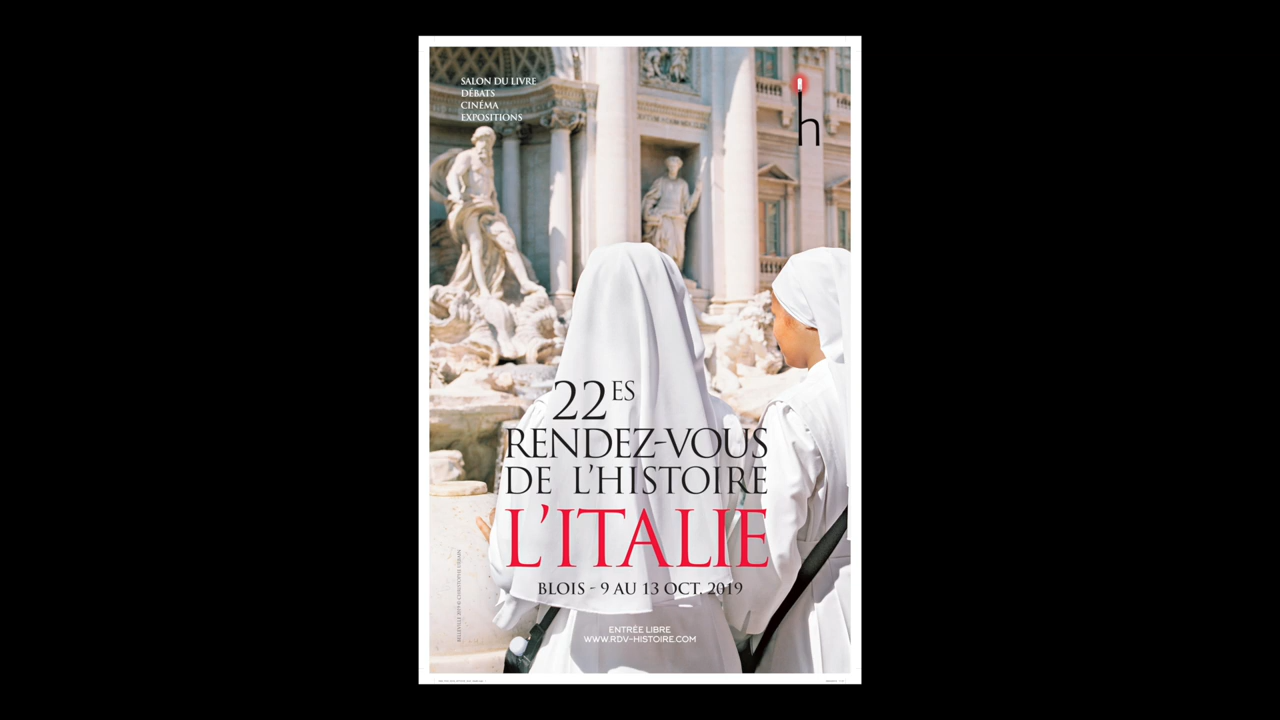 SALON DU LIVRE
DÉBATS
CINÉMA
EXPOSITIONS
h
22ES
RENDEZ-VOUS
DE L'HISTOIRE
L'ITALIE
BLOIS - 9 AU 13 OCT. 2019
ENTRÉE LIBRE
WWW.RDV-HISTOIRE.COM